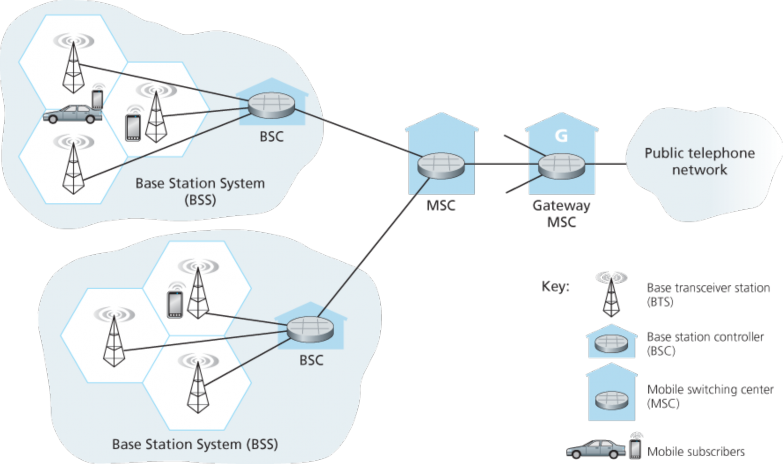 BSC
Base Station System
(BSS)
G
MSC
Gateway
MSC
Public telephone
network
BSC
Base Station System (BSS)
Key:
Base transceiver station
(BTS)
Base station controller
(BSC)
Mobile switching center
(MSC)
Mobile subscribers